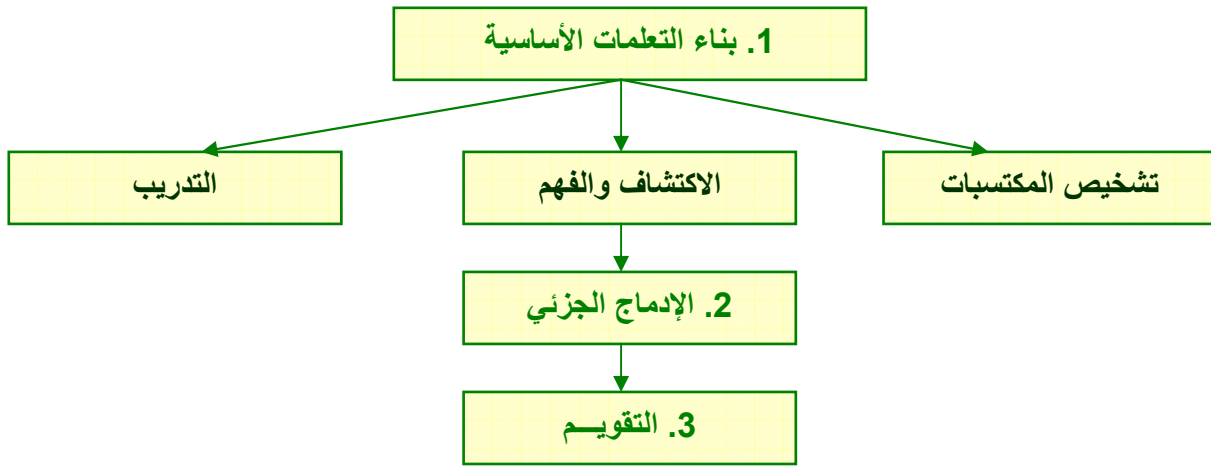 1. بناء التعلمات الأساسية
تشخيص المكتسبات
الاكتشاف والفهم
التدريب
2. الإدماج الجزئي
3. التقويـــم